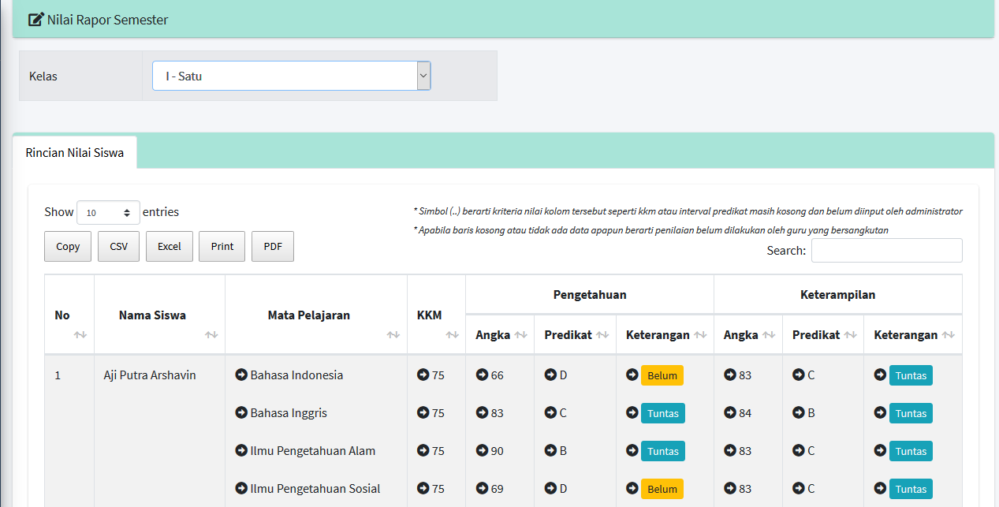 Nilai Rapor Semester
Kelas
I - Satu
Rincian Nilai Siswa
Show 10 entries
* Simbol (..) berarti kriteria nilai kolom tersebut seperti kkm atau interval predikat masih kosong dan belum diinput oleh administrator
* Apabila baris kosong atau tidak ada data apapun berarti penilaian belum dilakukan oleh guru yang bersangkutan
Copy CSV Excel Print PDF
Search:
No Nama Siswa Mata Pelajaran KKM Pengetahuan Keterampilan
Angka Predikat Keterangan Angka Predikat Keterangan
1 Aji Putra Arshavin Bahasa Indonesia 75 66 D Belum 83 C Tuntas
Bahasa Inggris 75 83 C Tuntas 84 B Tuntas
Ilmu Pengetahuan Alam 75 90 B Tuntas 83 C Tuntas
Ilmu Pengetahuan Sosial 75 69 D Belum 83 C Tuntas